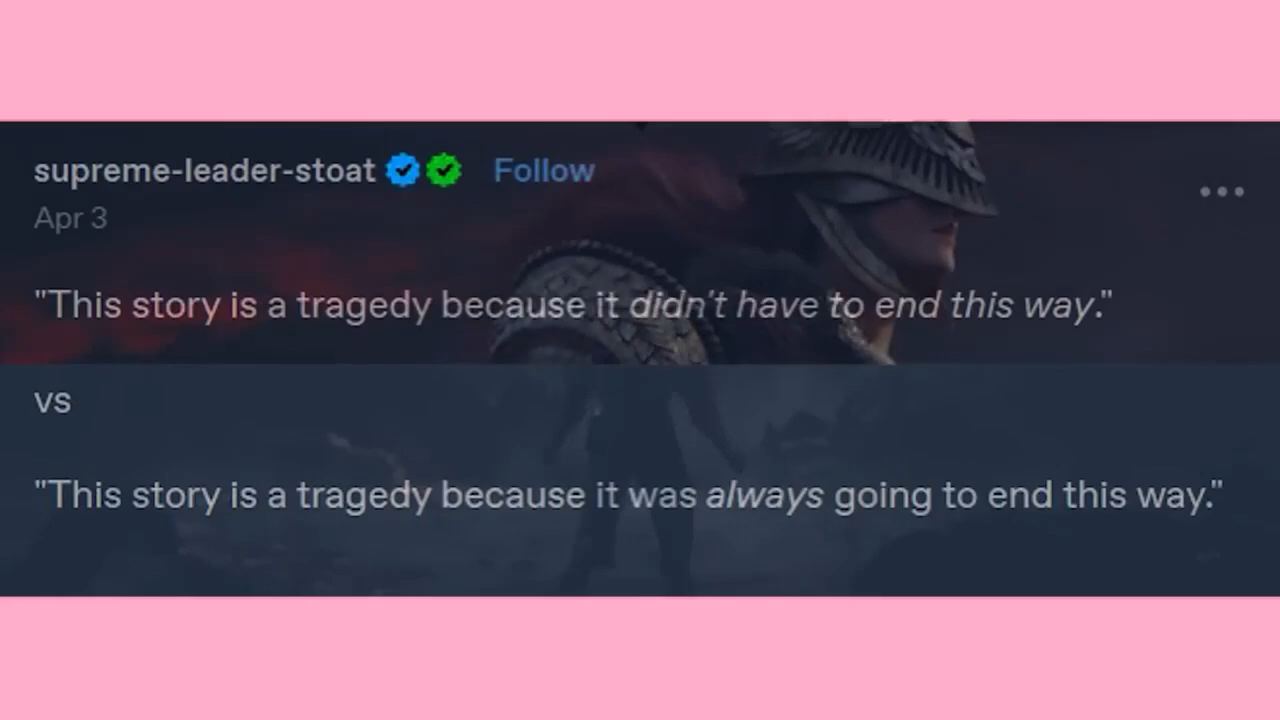 supreme-leader-stoat Follow
Apr 3
"This story is a tragedy because it didn't have to end this way."
vs
"This story is a tragedy because it was always going to end this way."